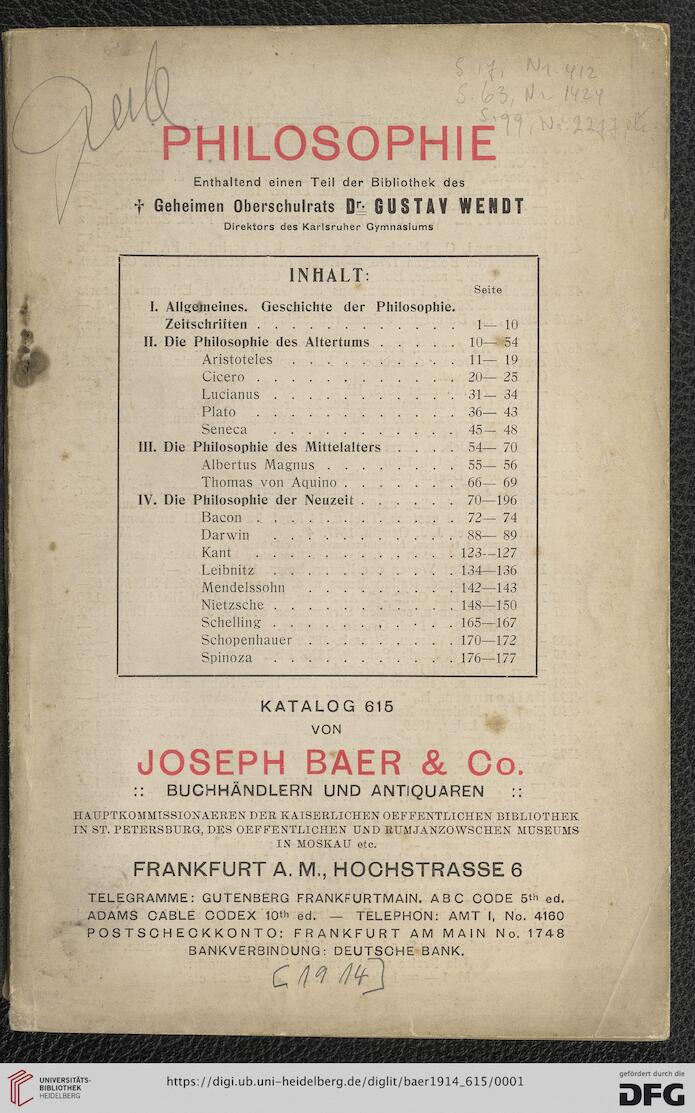 S. 17, Nr. 412
S. 63, Nr. 1424
S. 99, Nr. 2277
PHILOSOPHIE
Enthaltend einen Teil der Bibliothek des
† Geheimen Oberschulrats Dr. GUSTAV WENDT
Direktors des Karlsruher Gymnasiums
INHALT:
Seite
I. Allgemeines. Geschichte der Philosophie.
Zeitschriften . . . . . . . . . . . . 1— 10
II. Die Philosophie des Altertums . . . . . 10— 54
Aristoteles . . . . . . . . . 11— 19
Cicero . . . . . . . . . . . 20— 25
Lucianus . . . . . . . . . . 31— 34
Plato . . . . . . . . . . . 36— 43
Seneca . . . . . . . . . . 45— 48
III. Die Philosophie des Mittelalters . . . . 54— 70
Albertus Magnus . . . . . . . 55— 56
Thomas von Aquino . . . . . . 66— 69
IV. Die Philosophie der Neuzeit . . . . . . 70—196
Bacon . . . . . . . . . . . 72— 74
Darwin . . . . . . . . . . 88— 89
Kant . . . . . . . . . . . 123—127
Leibnitz . . . . . . . . . . 134—136
Mendelssohn . . . . . . . . 142—143
Nietzsche . . . . . . . . . . 148—150
Schelling . . . . . . . . . . 165—167
Schopenhauer . . . . . . . . 170—172
Spinoza . . . . . . . . . . 176—177
KATALOG 615
VON
JOSEPH BAER & Co.
:: BUCHHÄNDLERN UND ANTIQUAREN ::
HAUPTKOMMISSIONAEREN DER KAISERLICHEN OEFFENTLICHEN BIBLIOTHEK
IN ST. PETERSBURG, DES OEFFENTLICHEN UND RUMJANZOWSCHEN MUSEUMS
IN MOSKAU etc.
FRANKFURT A. M., HOCHSTRASSE 6
TELEGRAMME: GUTENBERG FRANKFURTMAIN. A B C CODE 5th ed.
ADAMS CABLE CODEX 10th ed. — TELEPHON: AMT I, No. 4160
POSTSCHECKKONTO: FRANKFURT AM MAIN No. 1748
BANKVERBINDUNG: DEUTSCHE BANK.
[1914]
UNIVERSITÄTS-
BIBLIOTHEK
HEIDELBERG
https://digi.ub.uni-heidelberg.de/diglit/baer1914_615/0001
gefördert durch die
DFG